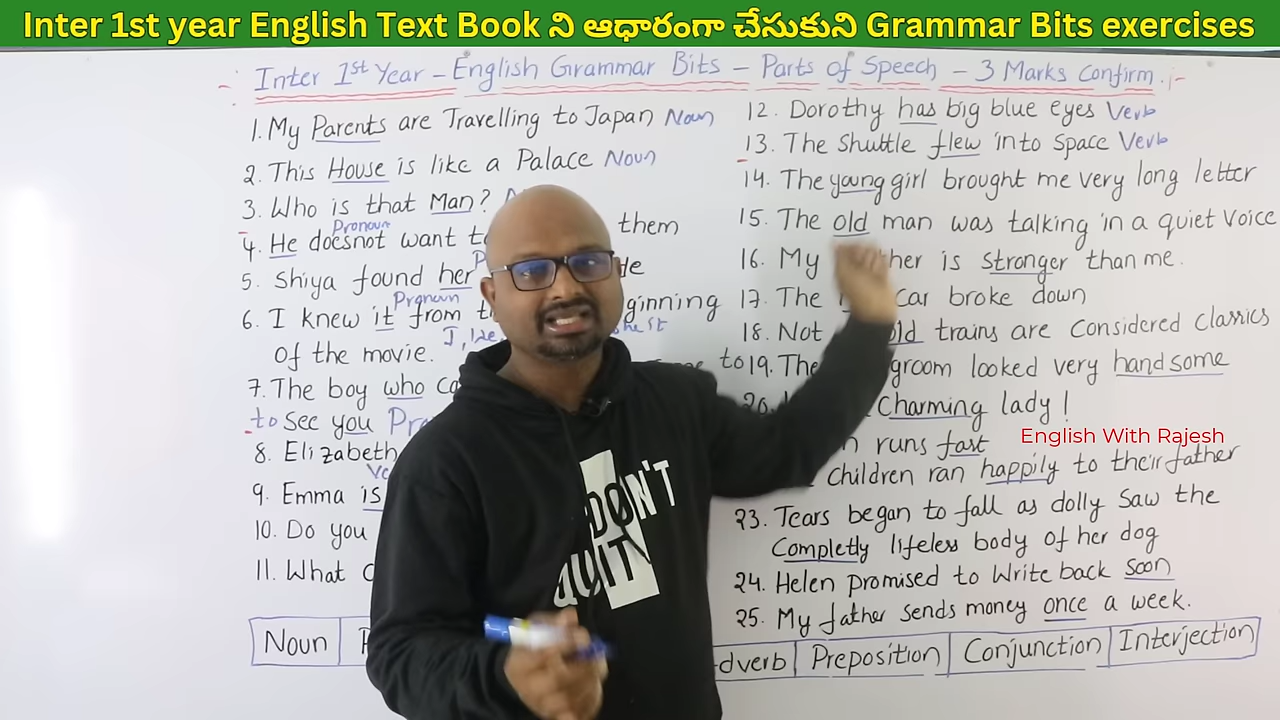 Inter 1st year English Text Book ని ఆధారంగా చేసుకుని Grammar Bits exercises
Inter 1st Year - English Grammar Bits - Parts of Speech - 3 Marks Confirm
1. My Parents are Travelling to Japan Noun
2. This House is like a Palace Noun
3. Who is that Man?
Pronoun
4. He doesnot want them
5. Shiya found her
Pronoun
6. I knew it from ginning
of the movie.
7. The boy who
to see you
8. Elizabeth
9. Emma is
10. Do you
11. What
12. Dorothy has big blue eyes Verb
13. The Shuttle flew into Space Verb
14. The young girl brought me very long letter
15. The old man was talking in a quiet Voice
16. My ther is Stronger than me.
17. The Car broke down
18. Not old trains are Considered Classics
to 19. The groom looked very handsome
20. Charming lady!
runs fast
English With Rajesh
Children ran happily to their father
23. Tears began to fall as dolly Saw the
Completly lifeless body of her dog
24. Helen promised to Write back soon
25. My father sends money once a week.
Noun dverb Preposition Conjunction Interjection
DON'T
QUIT